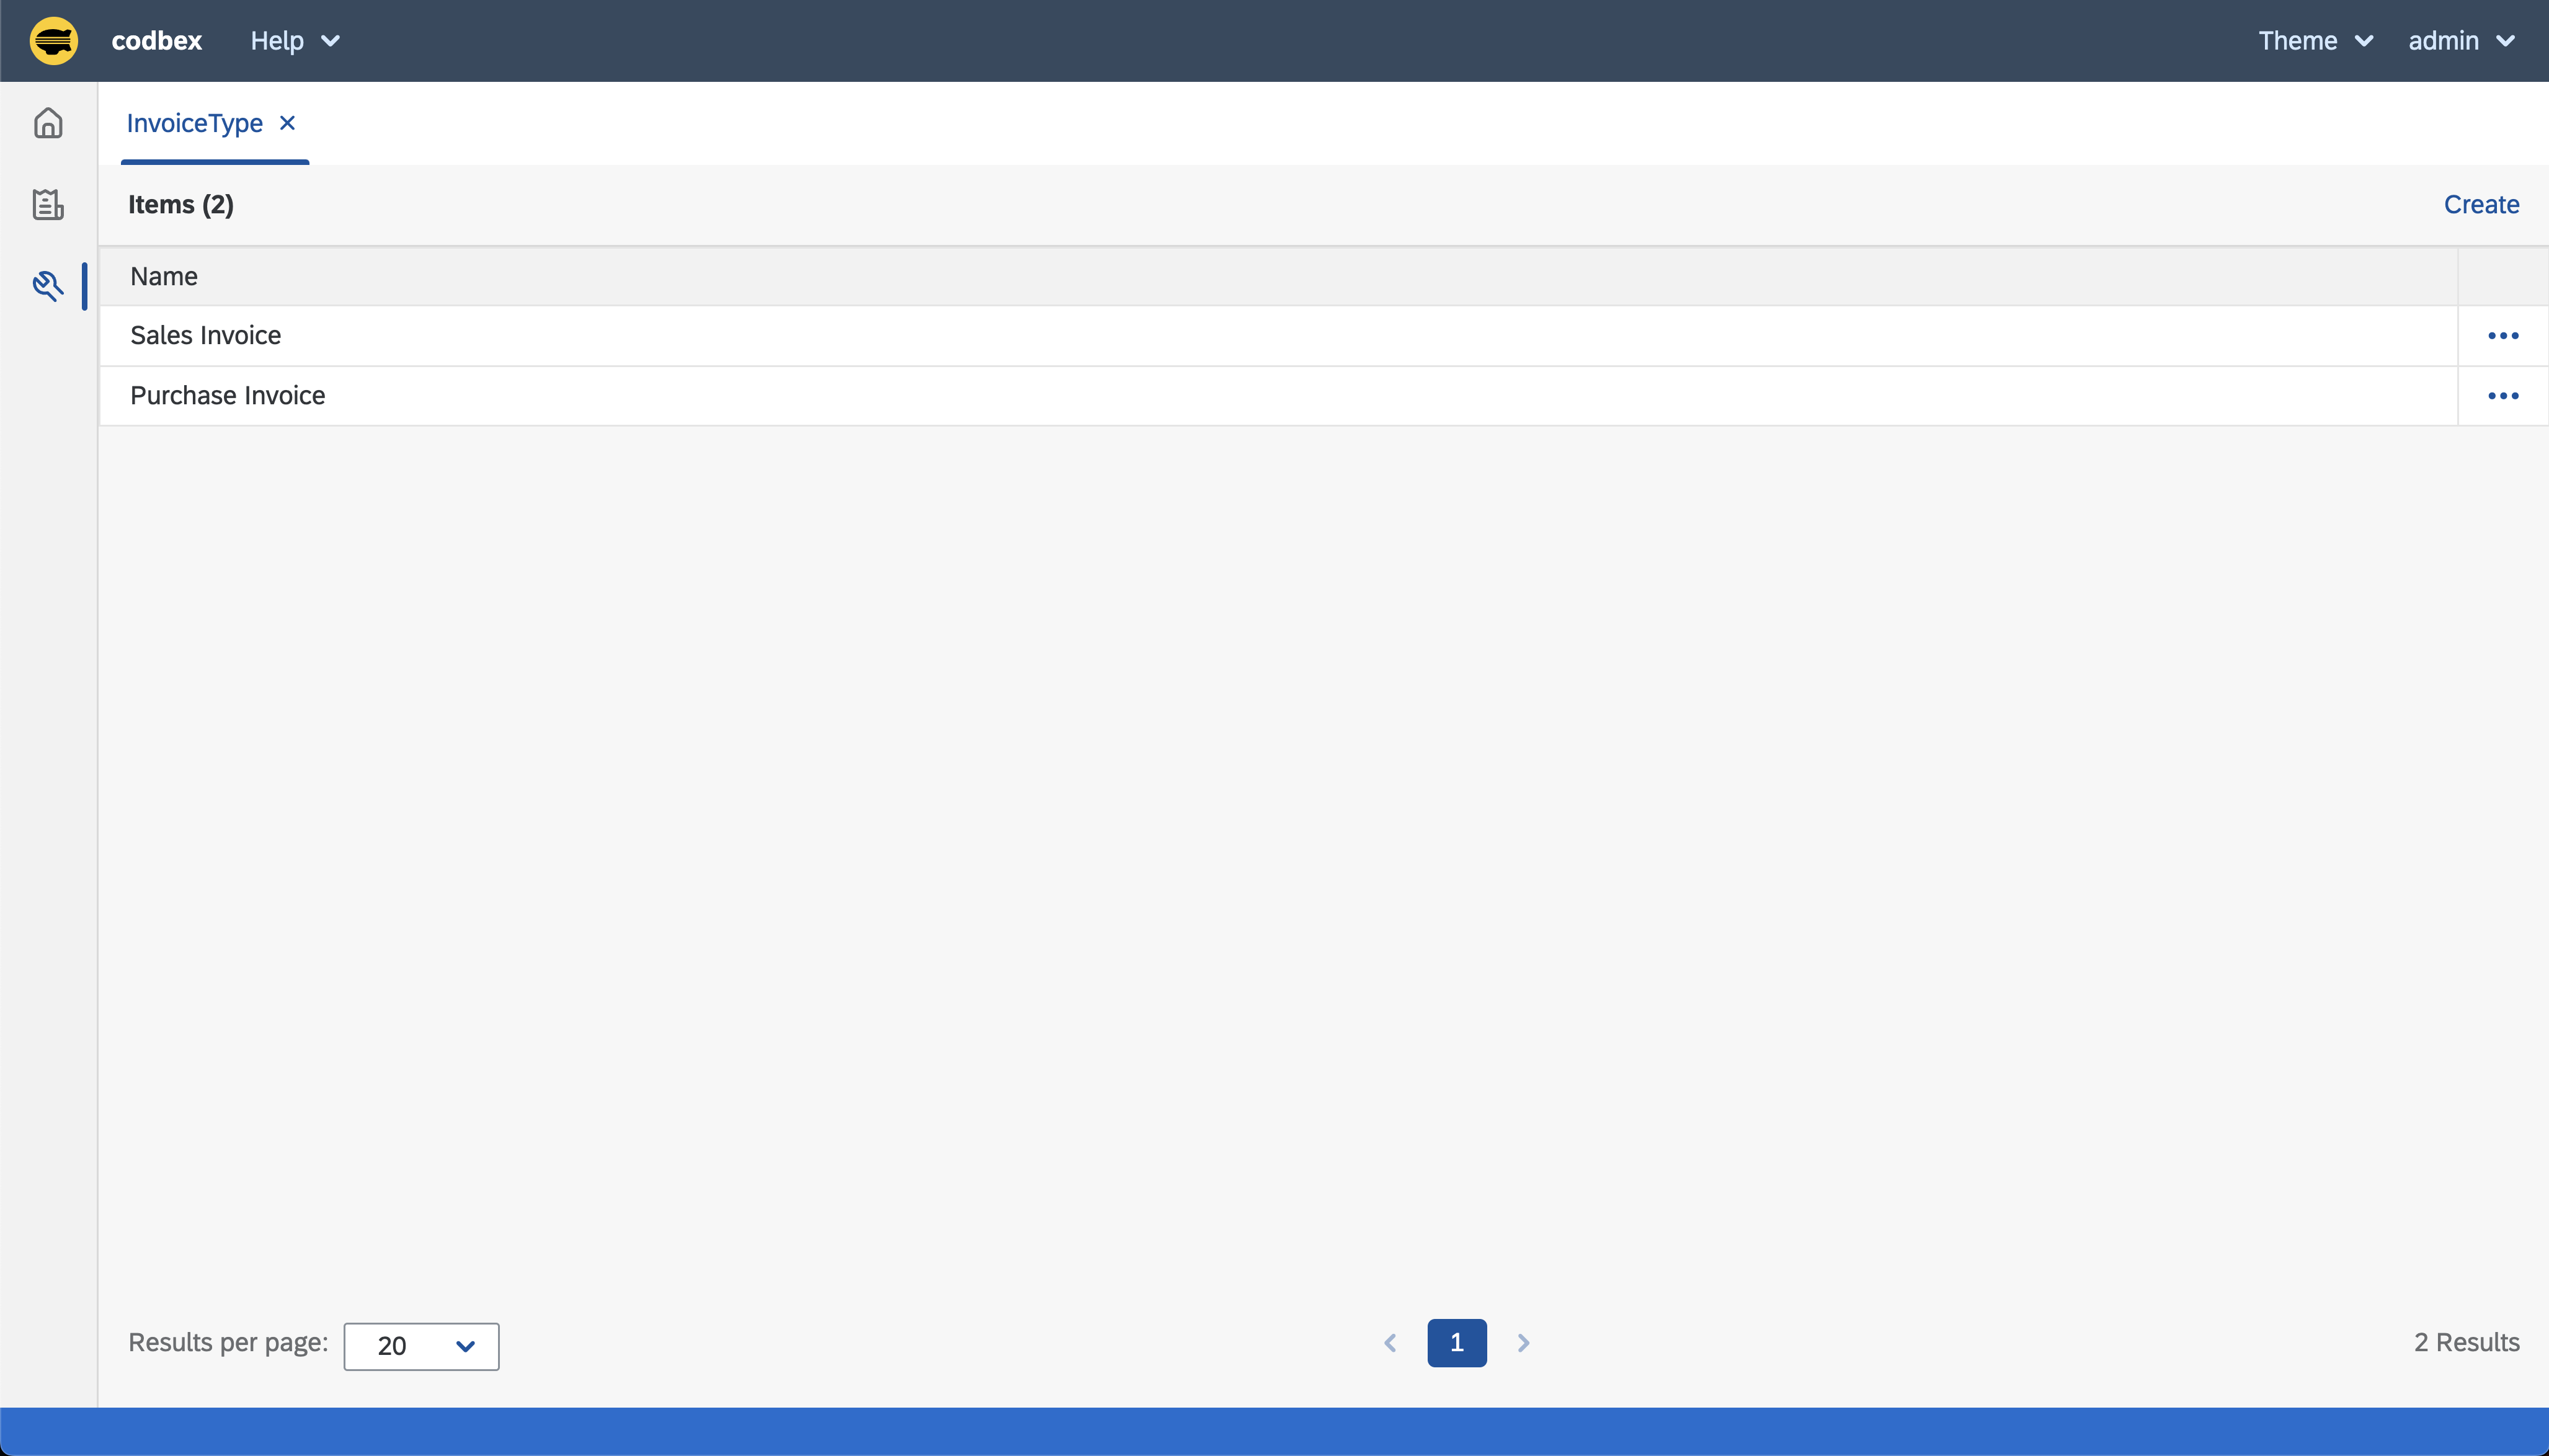 codbex Help Theme admin
InvoiceType
Items (2) Create
Name
Sales Invoice
Purchase Invoice
Results per page: 20 1 2 Results